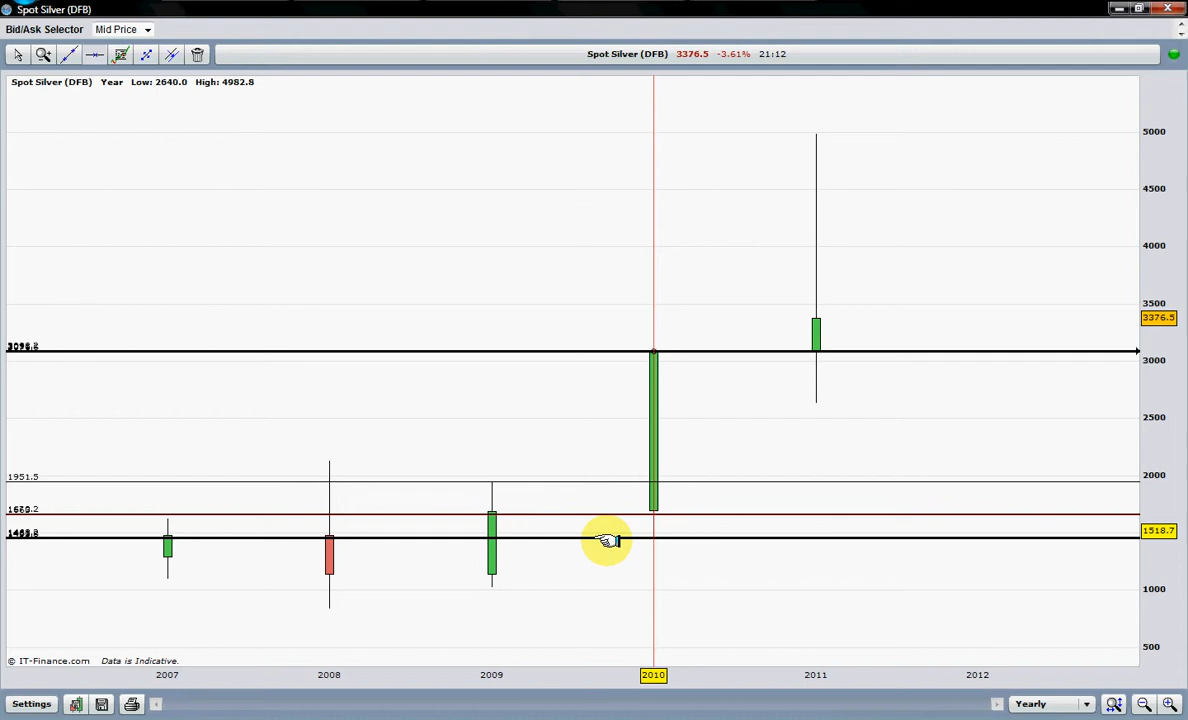 Spot Silver (DFB)
Bid/Ask Selector Mid Price
Spot Silver (DFB) 3376.5 -3.61% 21:12
Spot Silver (DFB) Year Low: 2640.0 High: 4982.8
5000
4500
4000
3500
3376.5
3000
2500
2000
1951.5
1518.7
1000
500
© IT-Finance.com Data is Indicative.
2007 2008 2009 2010 2011 2012
Settings Yearly